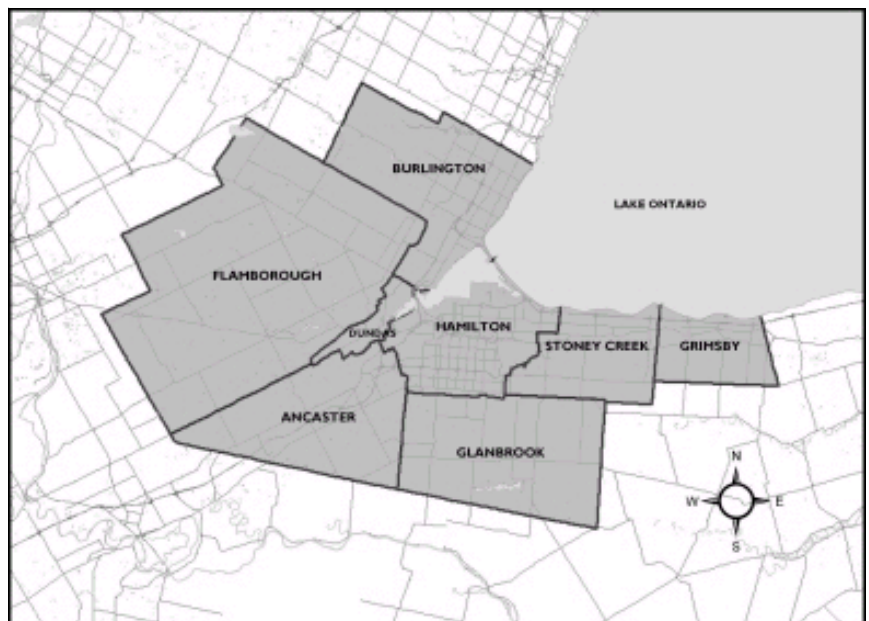 BURLINGTON
LAKE ONTARIO
FLAMBOROUGH
DUNDAS
HAMILTON
STONEY CREEK
GRIMSBY
ANCASTER
GLANBROOK
N
W
E
S